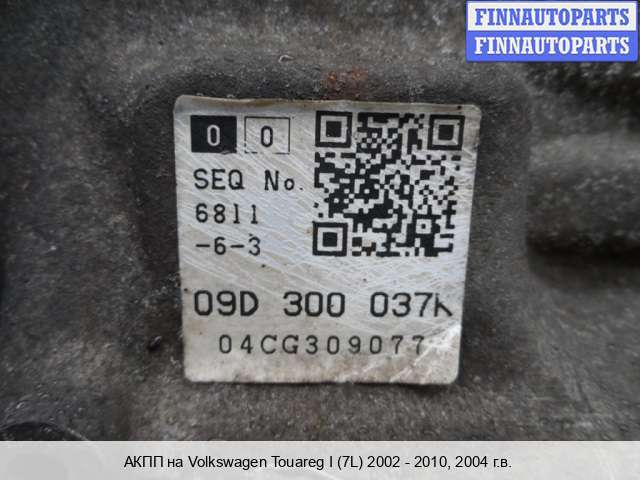 FINNAUTOPARTS
FINNAUTOPARTS
0 0
SEQ No.
6811
-6-3
09D 300 037K
04CG309077
АКПП на Volkswagen Touareg I (7L) 2002 - 2010, 2004 г.в.